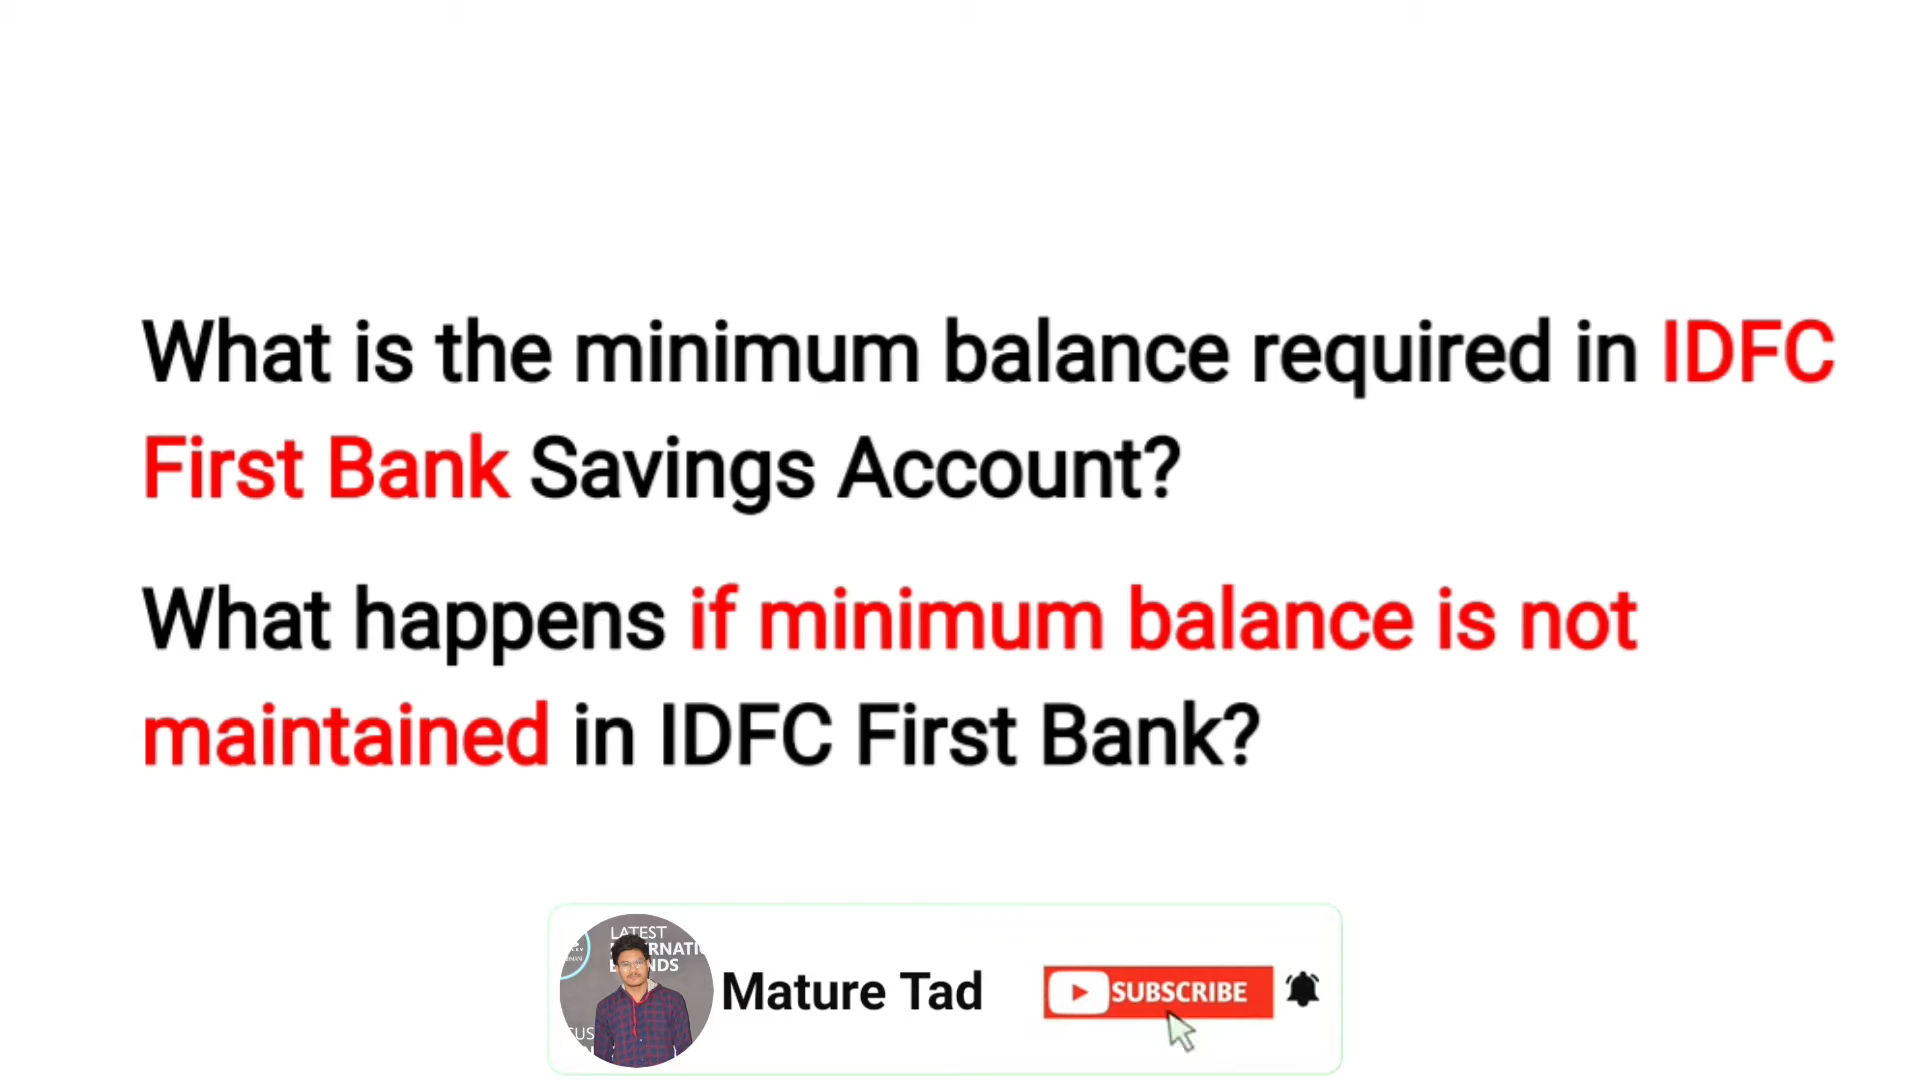 What is the minimum balance required in IDFC
First Bank Savings Account?
What happens if minimum balance is not
maintained in IDFC First Bank?
LATEST
Mature Tad
SUBSCRIBE